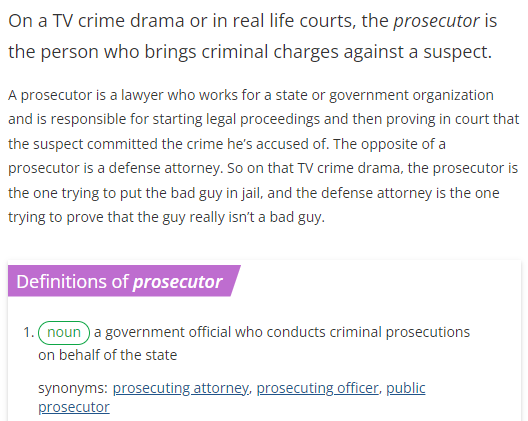 On a TV crime drama or in real life courts, the prosecutor is
the person who brings criminal charges against a suspect.
A prosecutor is a lawyer who works for a state or government organization
and is responsible for starting legal proceedings and then proving in court that
the suspect committed the crime he’s accused of. The opposite of a
prosecutor is a defense attorney. So on that TV crime drama, the prosecutor is
the one trying to put the bad guy in jail, and the defense attorney is the one
trying to prove that the guy really isn’t a bad guy.
Definitions of prosecutor
1. noun a government official who conducts criminal prosecutions
on behalf of the state
synonyms: prosecuting attorney, prosecuting officer, public
prosecutor